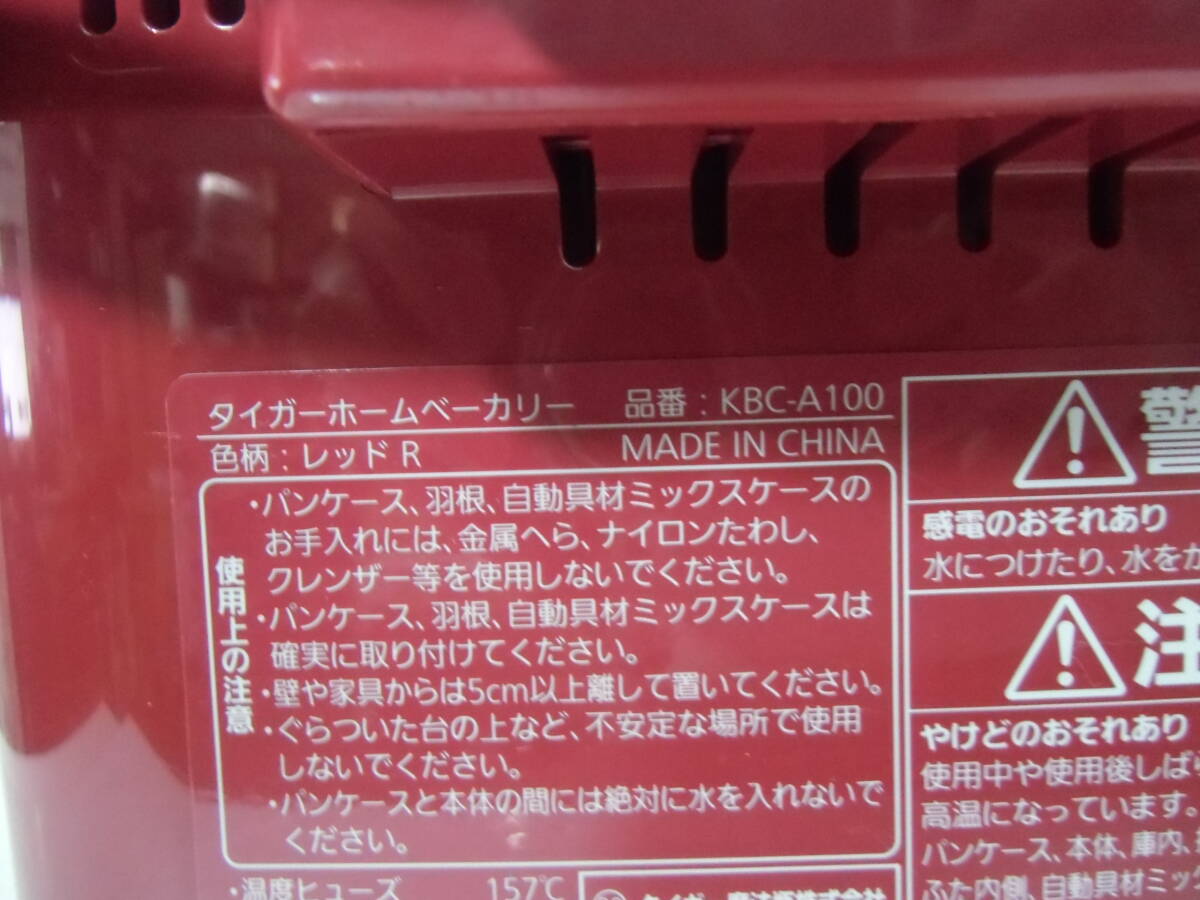 タイガーホームベーカリー 品番：KBC-A100
色柄：レッド R MADE IN CHINA
使用上の注意
・パンケース、羽根、自動具材ミックスケースの
お手入れには、金属へら、ナイロンたわし、
クレンザー等を使用しないでください。
・パンケース、羽根、自動具材ミックスケースは
確実に取り付けてください。
・壁や家具からは5cm以上離して置いてください。
・ぐらついた台の上など、不安定な場所で使用
しないでください。
・パンケースと本体の間には絶対に水を入れないで
ください。
・温度ヒューズ 157℃
タイガー魔法瓶株式会社
警
感電のおそれあり
水につけたり、水をか
注
やけどのおそれあり
使用中や使用後しばら
高温になっています。
パンケース、本体、庫内、
ふた内側、自動具材ミッ